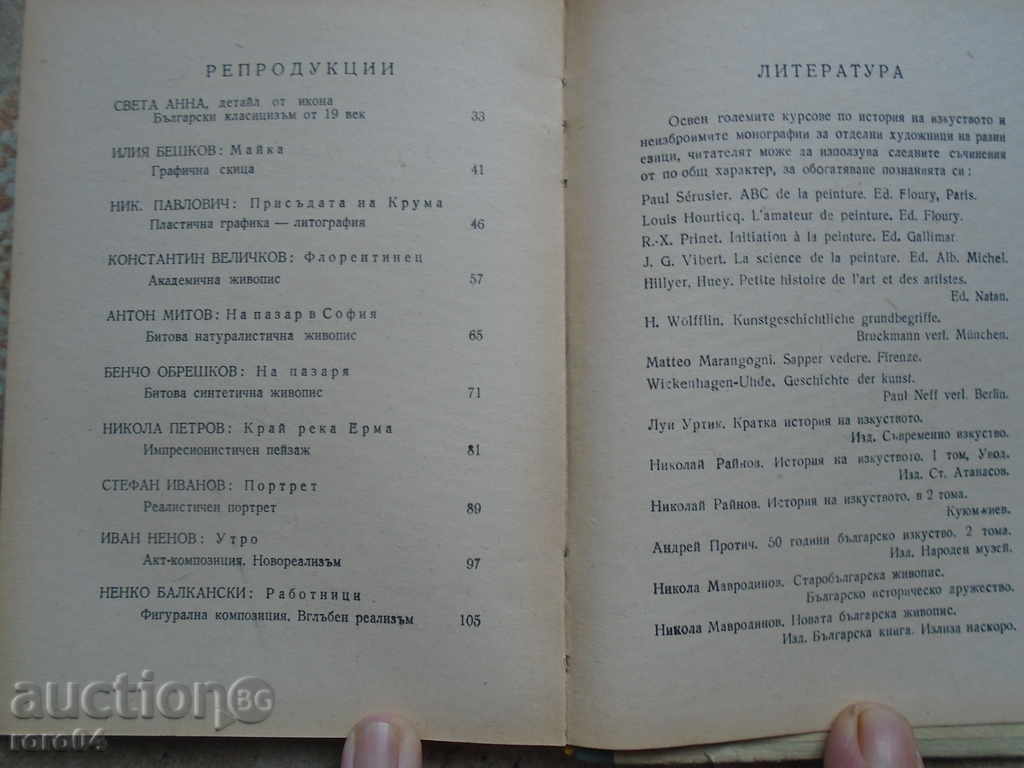 РЕПРОДУКЦИИ
СВЕТА АННА, детайл от икона
Български класицизъм от 19 век 33
ИЛИЯ БЕШКОВ: Майка
Графична скица 41
НИК. ПАВЛОВИЧ: Присъдата на Крума
Пластична графика — литография 46
КОНСТАНТИН ВЕЛИЧКОВ: Флорентинец
Академична живопис 57
АНТОН МИТОВ: На пазар в София
Битова натуралистична живопис 65
БЕНЧО ОБРЕШКОВ: На пазаря
Битова синтетична живопис 71
НИКОЛА ПЕТРОВ: Край река Ерма
Импресионистичен пейзаж 81
СТЕФАН ИВАНОВ: Портрет
Реалистичен портрет 89
ИВАН НЕНОВ: Утро
Акт-композиция. Новореализъм 97
НЕНКО БАЛКАНСКИ: Работници
Фигурална композиция. Вглъбен реализъм 105
ЛИТЕРАТУРА
Освен големите курсове по история на изкуството и
неизброимите монографии за отделни художници на разни
езици, читателят може да използува следните съчинения
от по общ характер, за обогатяване познанията си:
Paul Sérusier. ABC de la peinture. Ed. Floury, Paris.
Louis Hourticq. L'amateur de peinture. Ed. Floury.
R.-X. Prinet. Initiation à la peinture. Ed. Gallimar.
J. G. Vibert. La science de la peinture. Ed. Alb. Michel.
Hillyer, Huey. Petite histoire de l'art et des artistes.
Ed. Natan.
H. Wölfflin. Kunstgeschichtliche grundbegriffe.
Bruckmann verl. München.
Matteo Marangogni. Sapper vedere. Firenze.
Wickenhagen-Uhde. Geschichte der kunst.
Paul Neff verl. Berlin.
Луи Уртик. Кратка история на изкуството.
Изд. Съвременно изкуство.
Николай Райнов. История на изкуството. I том, Увод.
Изд. Ст. Атанасов.
Николай Райнов. История на изкуството. в 2 тома.
Куюмжиев.
Андрей Протич. 50 години българско изкуство. 2 тома.
Изд. Народен музей.
Никола Мавродинов. Старобългарска живопис.
Българско историческо дружество.
Никола Мавродинов. Новата българска живопис.
Изд. Българска книга. Излиза наскоро.
auction BG
roro64